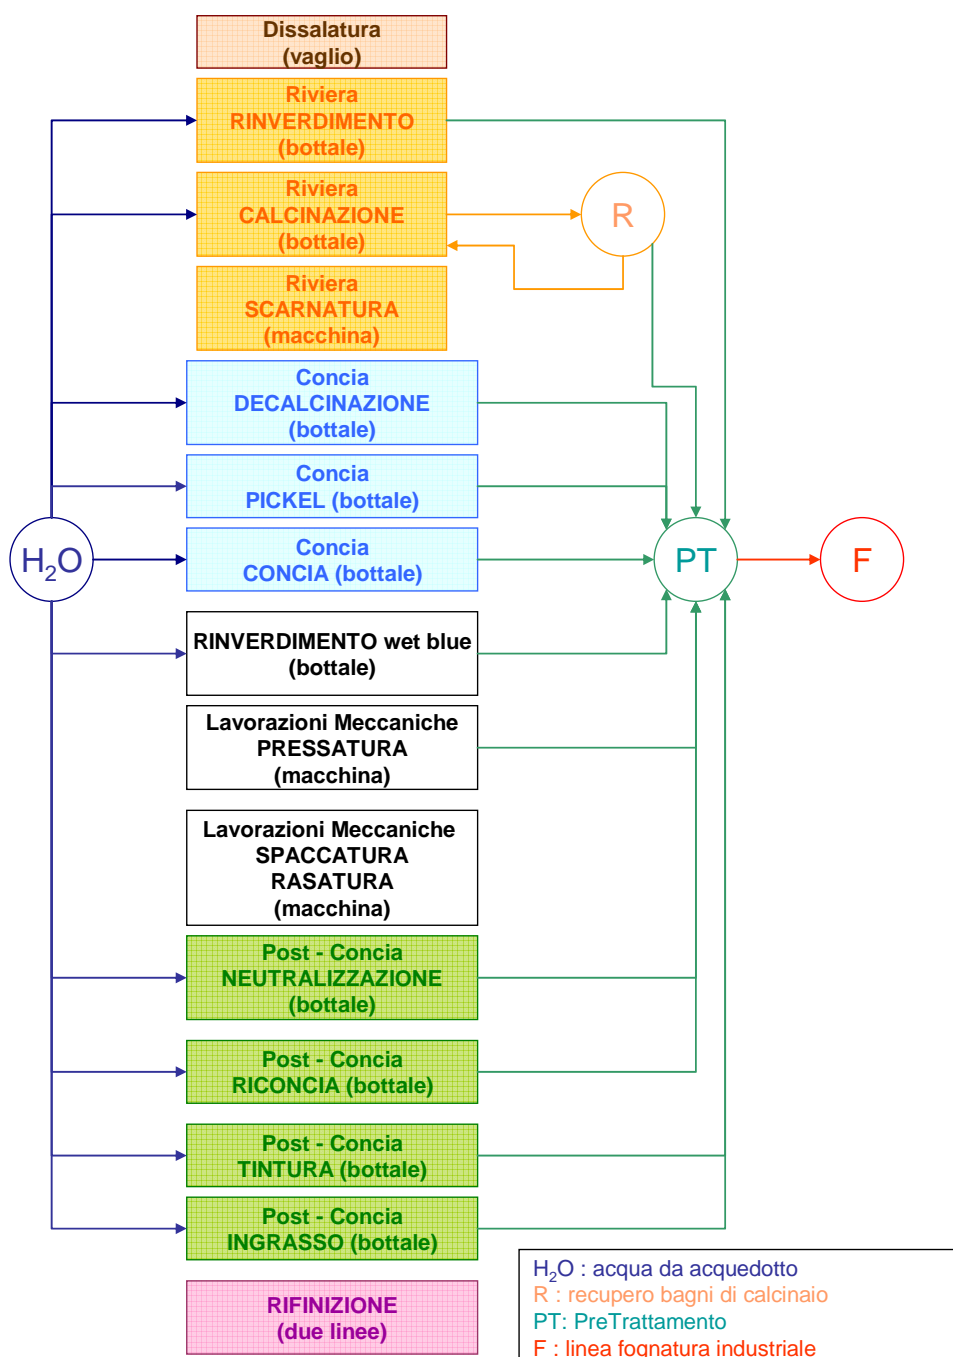 Dissalatura
(vaglio)
Riviera
RINVERDIMENTO
(bottale)
Riviera
CALCINAZIONE
(bottale)
R
Riviera
SCARNATURA
(macchina)
Concia
DECALCINAZIONE
(bottale)
Concia
PICKEL (bottale)
H₂O
Concia
CONCIA (bottale)
PT
F
RINVERDIMENTO wet blue
(bottale)
Lavorazioni Meccaniche
PRESSATURA
(macchina)
Lavorazioni Meccaniche
SPACCATURA
RASATURA
(macchina)
Post - Concia
NEUTRALIZZAZIONE
(bottale)
Post - Concia
RICONCIA (bottale)
Post - Concia
TINTURA (bottale)
Post - Concia
INGRASSO (bottale)
RIFINIZIONE
(due linee)
H₂O : acqua da acquedotto
R : recupero bagni di calcinaio
PT: PreTrattamento
F : linea fognatura industriale